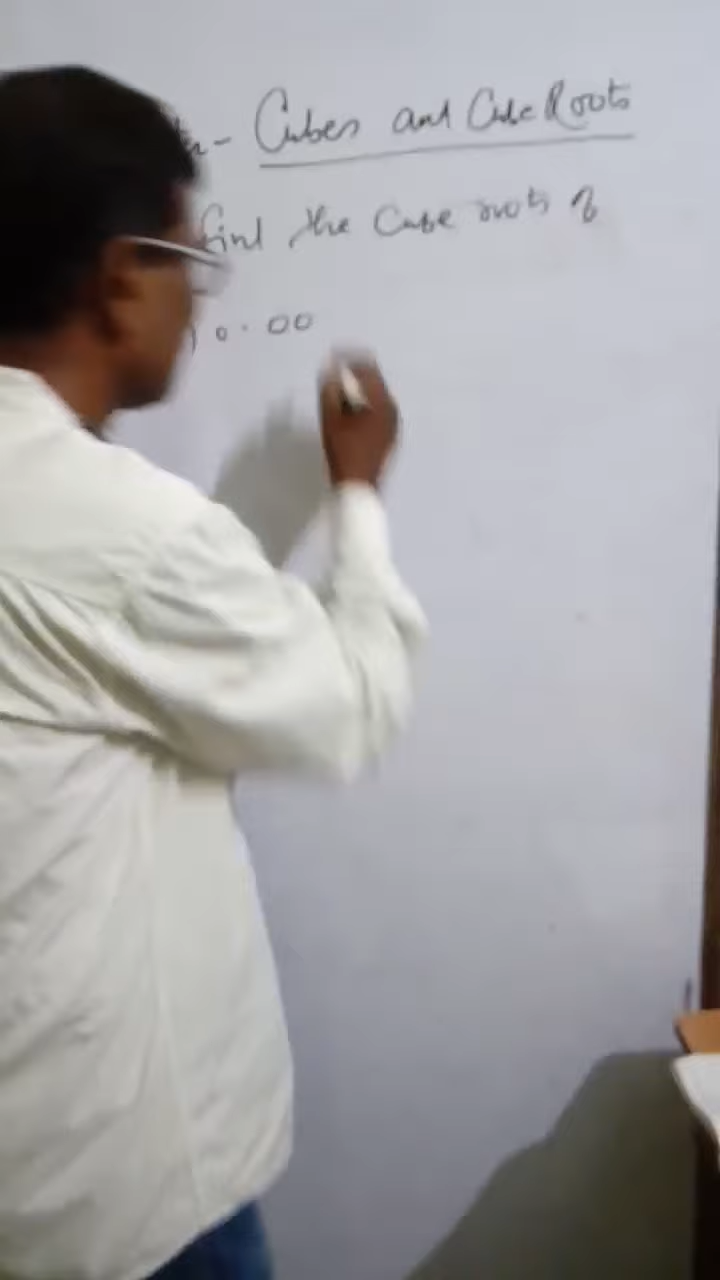 - Cubes and Cube Roots
find the Cube roots of
) 0.00